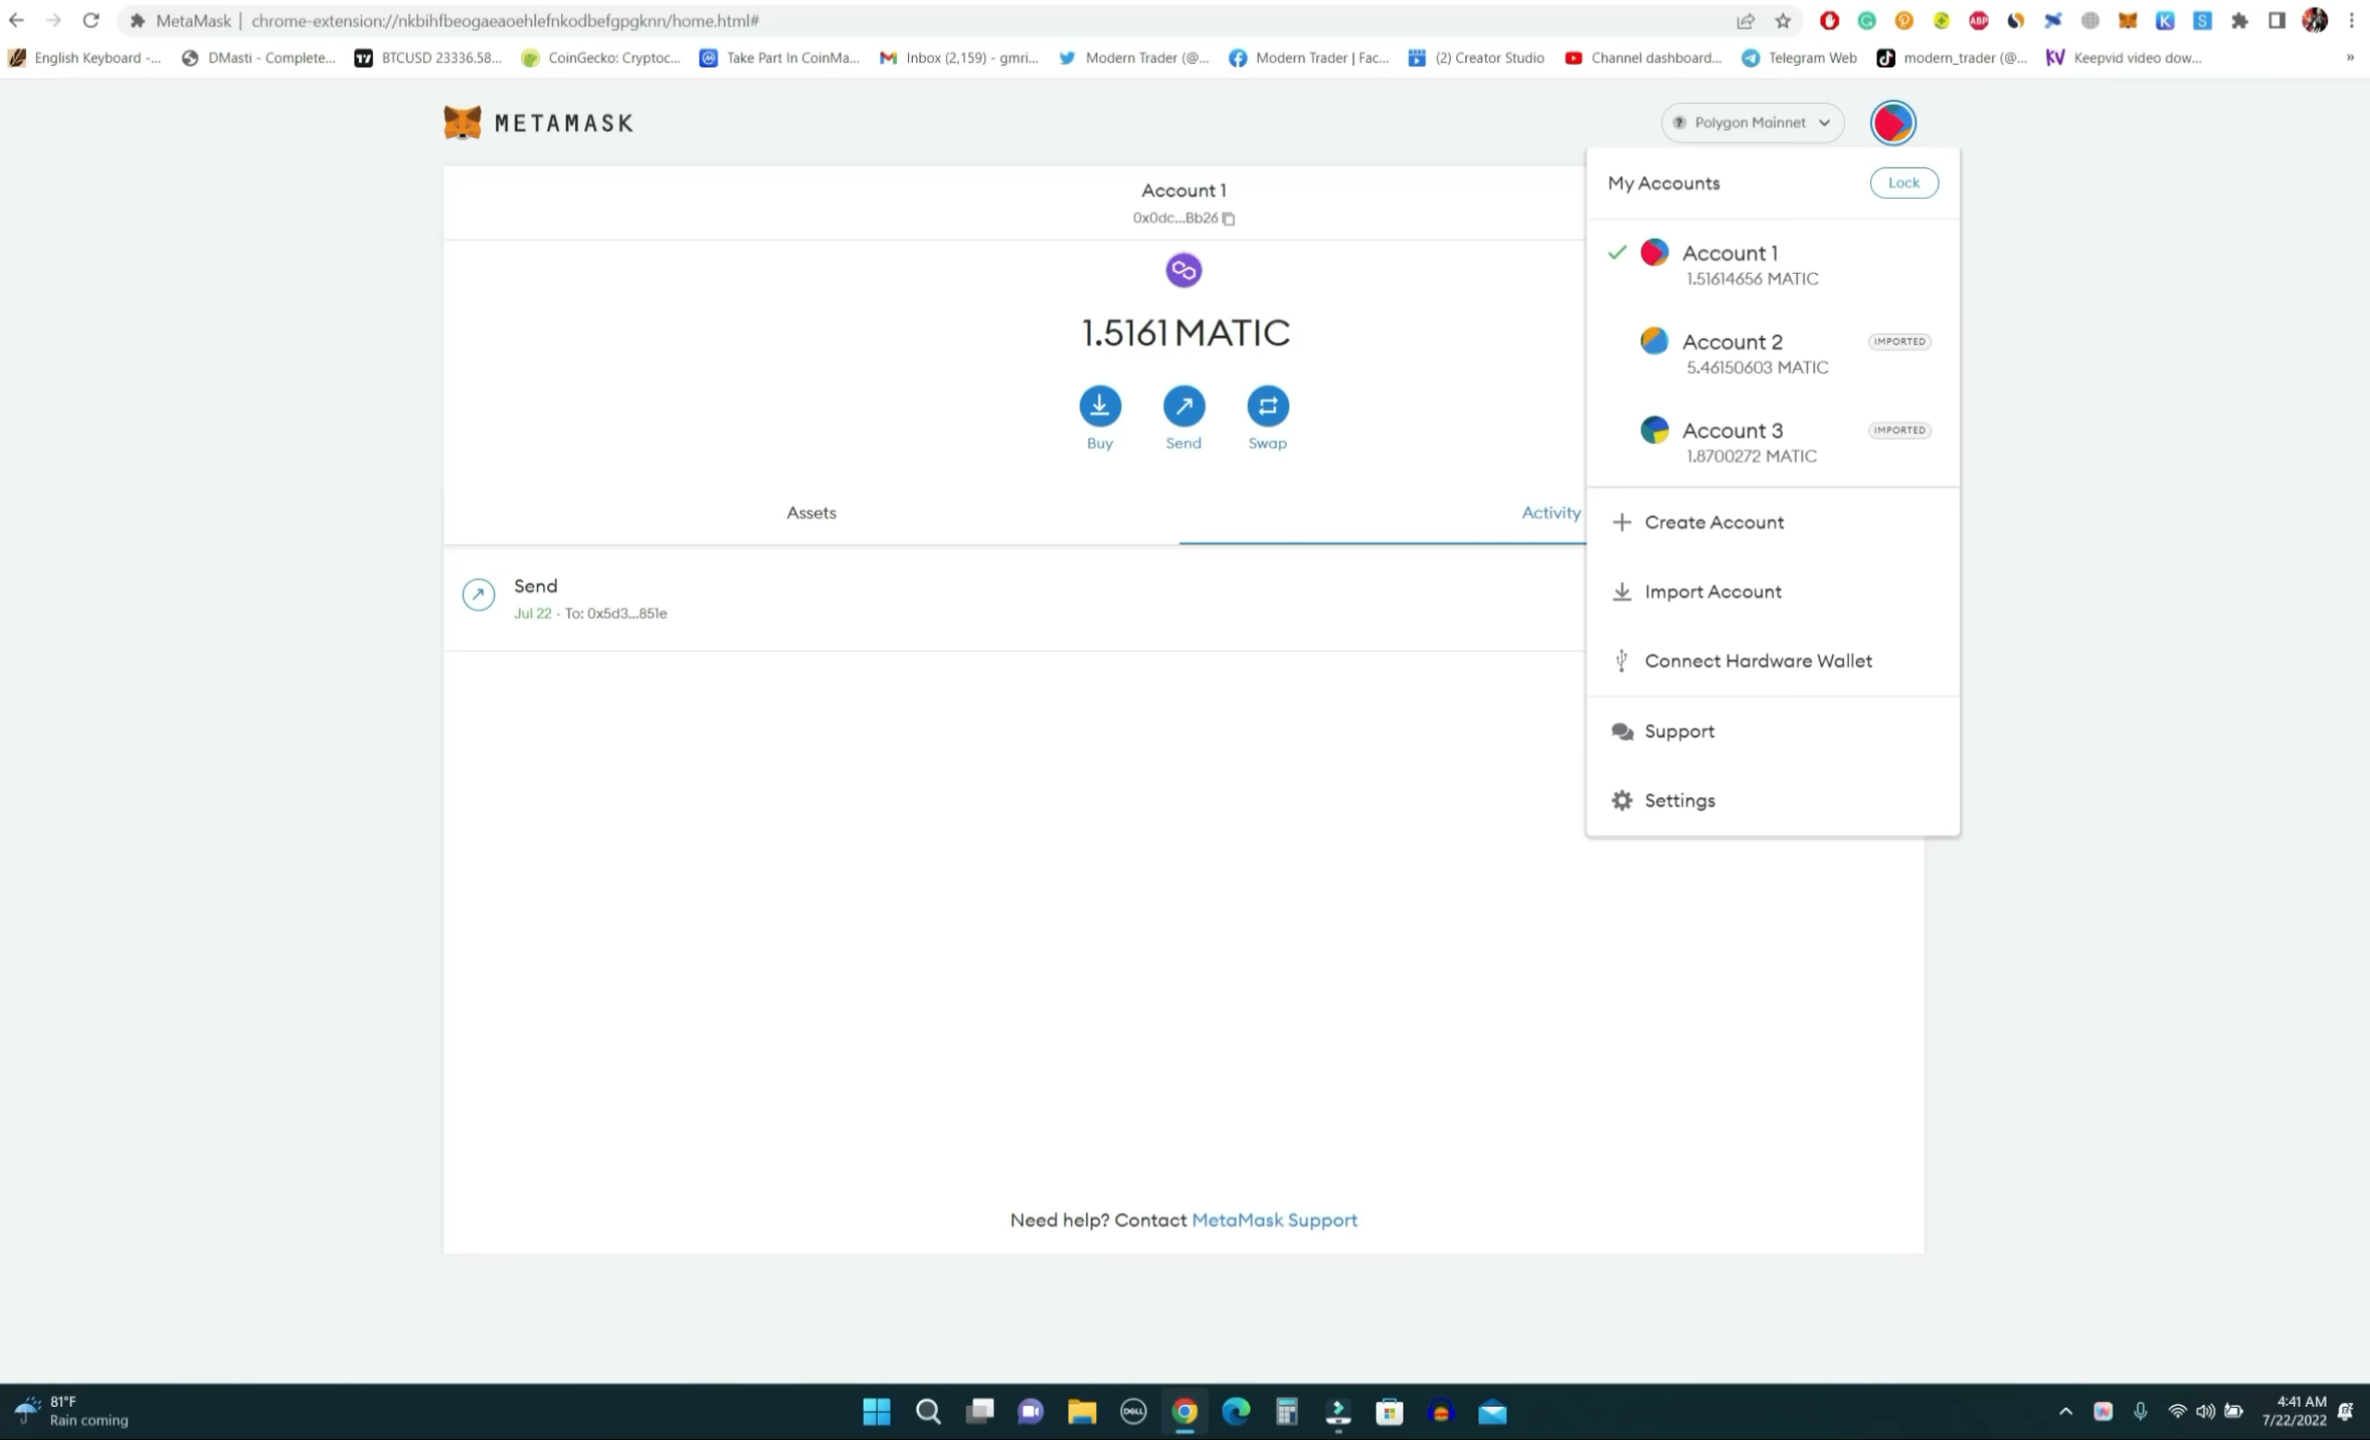 MetaMask | chrome-extension://nkbihfbeogaeaoehlefnkodbefgpgknn/home.html#
English Keyboard -... DMasti - Complete... BTCUSD 23336.58... CoinGecko: Cryptoc... Take Part In CoinMa... Inbox (2,159) - gmri... Modern Trader (@... Modern Trader | Fac... (2) Creator Studio Channel dashboard... Telegram Web modern_trader (@... Keepvid video dow... »
METAMASK
Polygon Mainnet
My Accounts Lock
Account 1
0x0dc...Bb26
1.5161 MATIC
Buy Send Swap
Assets Activity
Send
Jul 22 · To: 0x5d3...851e
Account 1
1.51614656 MATIC
Account 2 IMPORTED
5.46150603 MATIC
Account 3 IMPORTED
1.8700272 MATIC
Create Account
Import Account
Connect Hardware Wallet
Support
Settings
Need help? Contact MetaMask Support
81°F
Rain coming
DELL
4:41 AM
7/22/2022